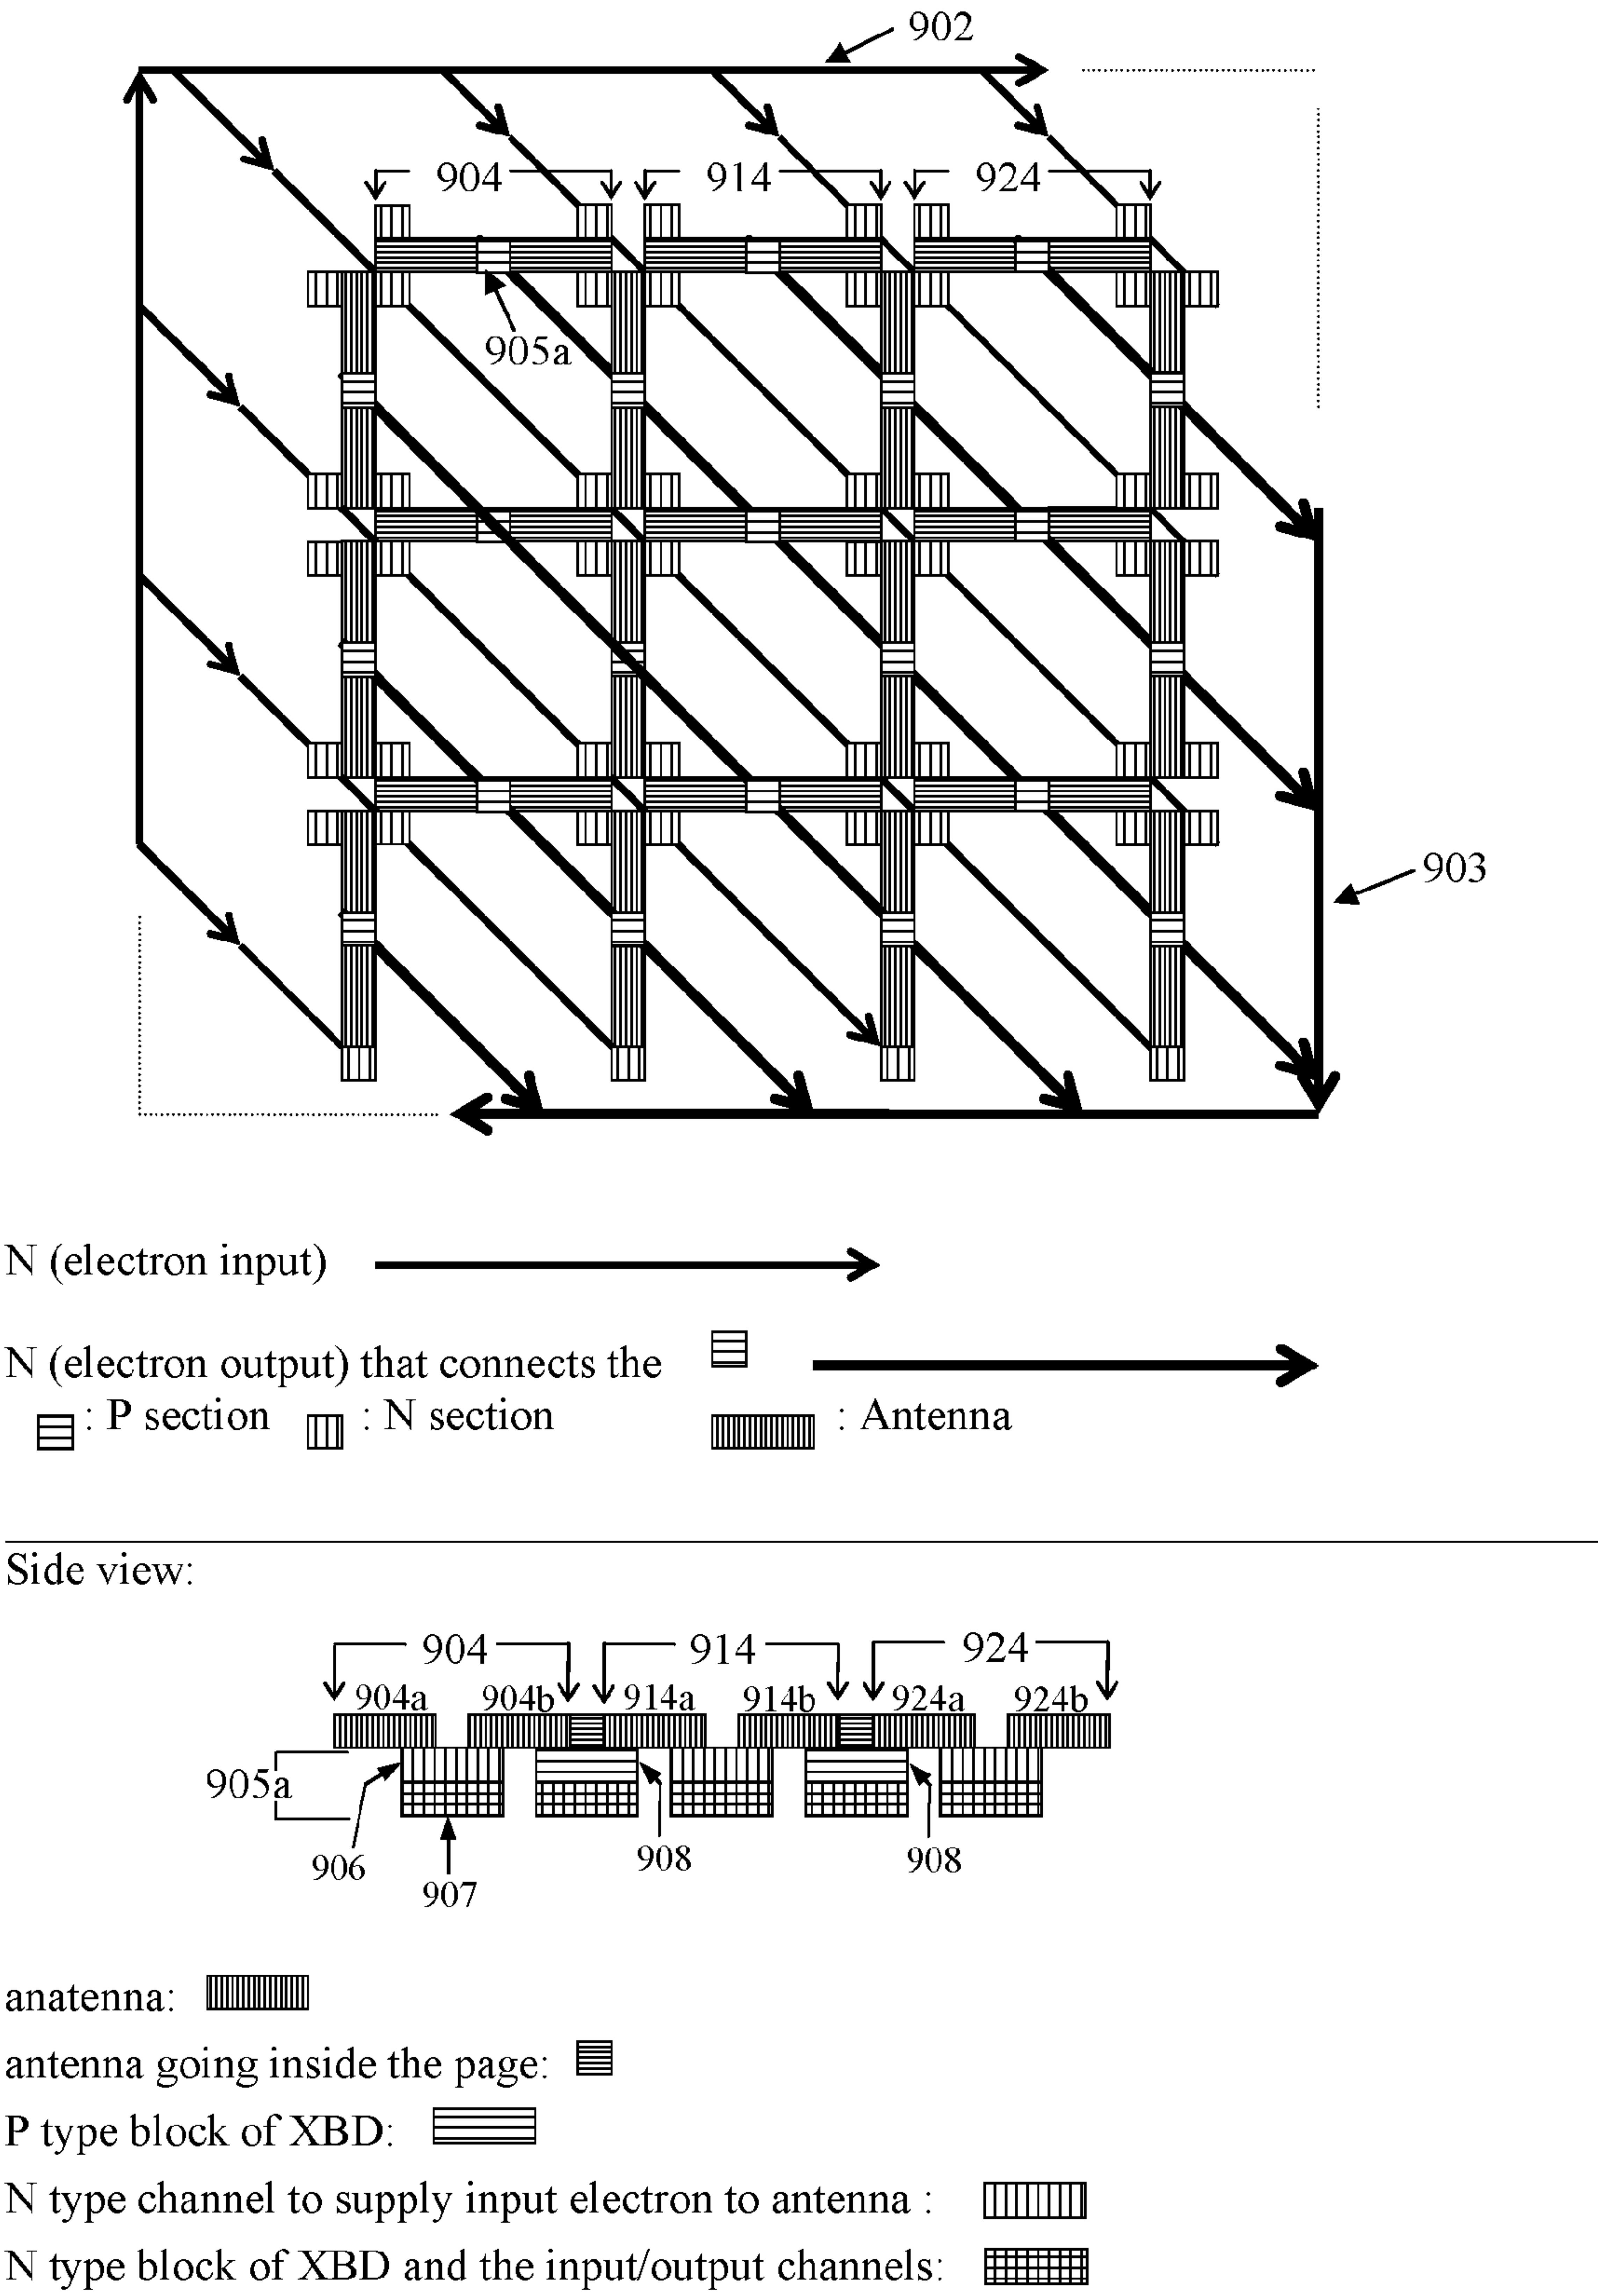 902
904 914 924
905a
903
N (electron input)
N (electron output) that connects the
: P section : N section : Antenna
Side view:
904 914 924
904a 904b 914a 914b 924a 924b
905a
906 908 908
907
anatenna:
antenna going inside the page:
P type block of XBD:
N type channel to supply input electron to antenna :
N type block of XBD and the input/output channels: